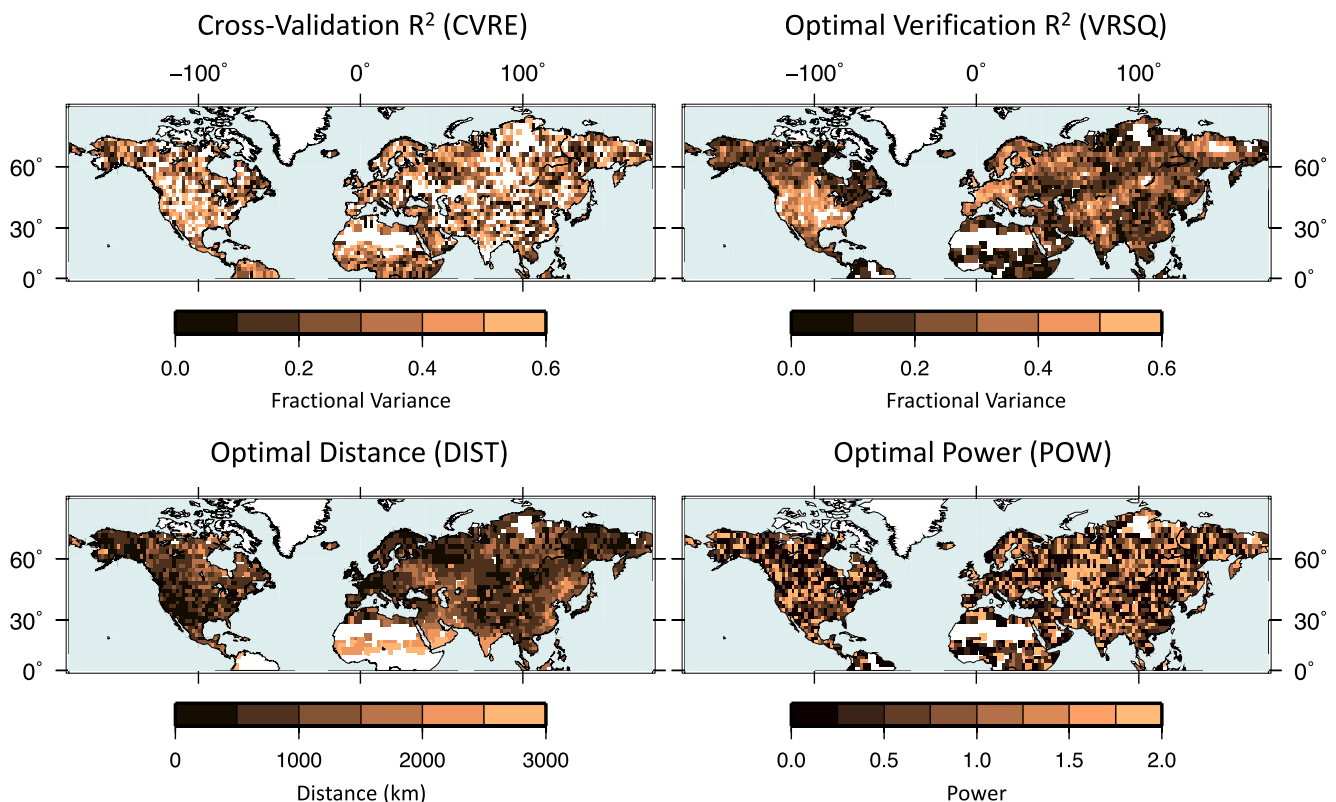 Cross-Validation R² (CVRE)
Optimal Verification R² (VRSQ)
−100° 0° 100°
−100° 0° 100°
60°
30°
0°
60°
30°
0°
0.0 0.2 0.4 0.6
Fractional Variance
0.0 0.2 0.4 0.6
Fractional Variance
Optimal Distance (DIST)
Optimal Power (POW)
60°
30°
0°
60°
30°
0°
0 1000 2000 3000
Distance (km)
0.0 0.5 1.0 1.5 2.0
Power